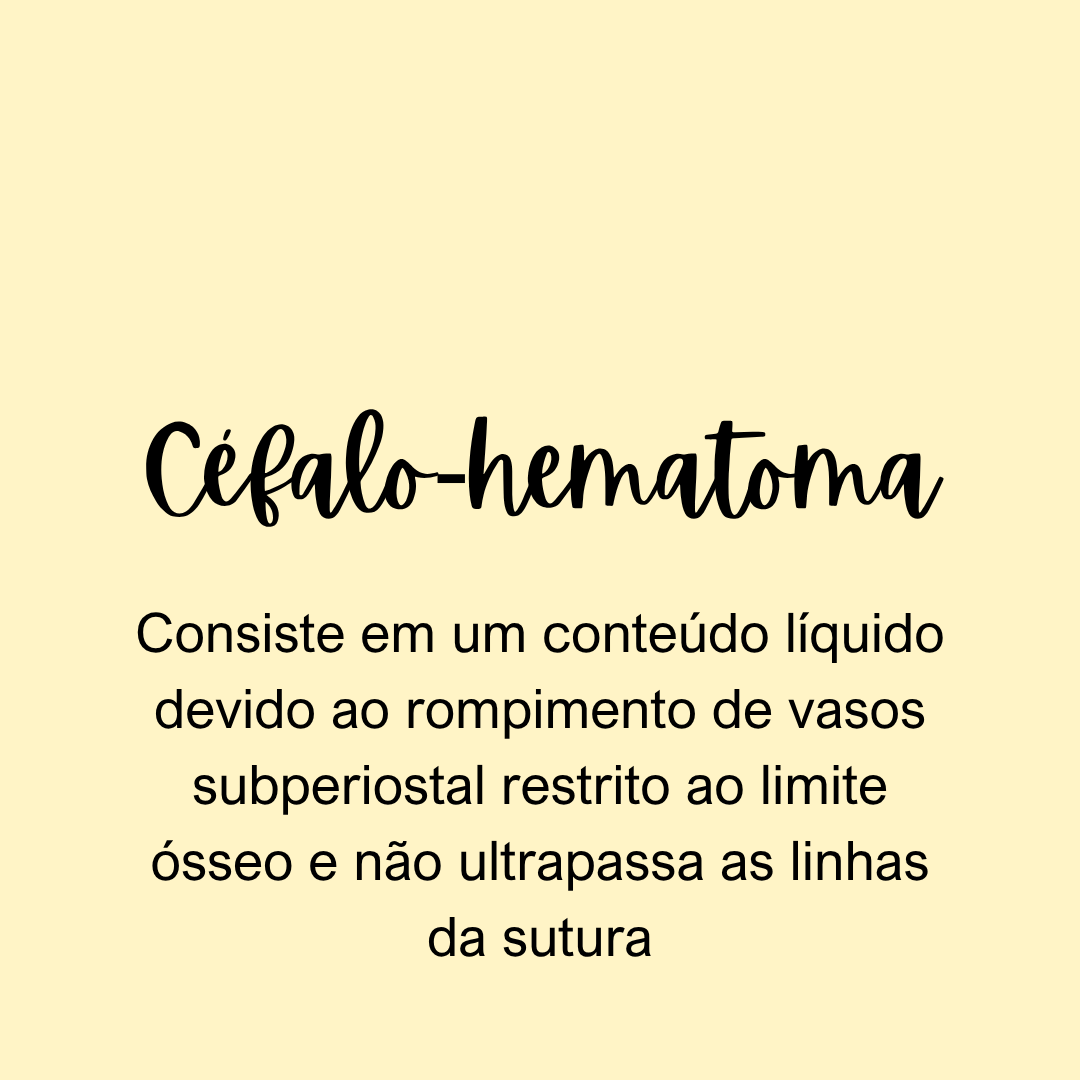 Céfalo-hematoma
Consiste em um conteúdo líquido
devido ao rompimento de vasos
subperiostal restrito ao limite
ósseo e não ultrapassa as linhas
da sutura